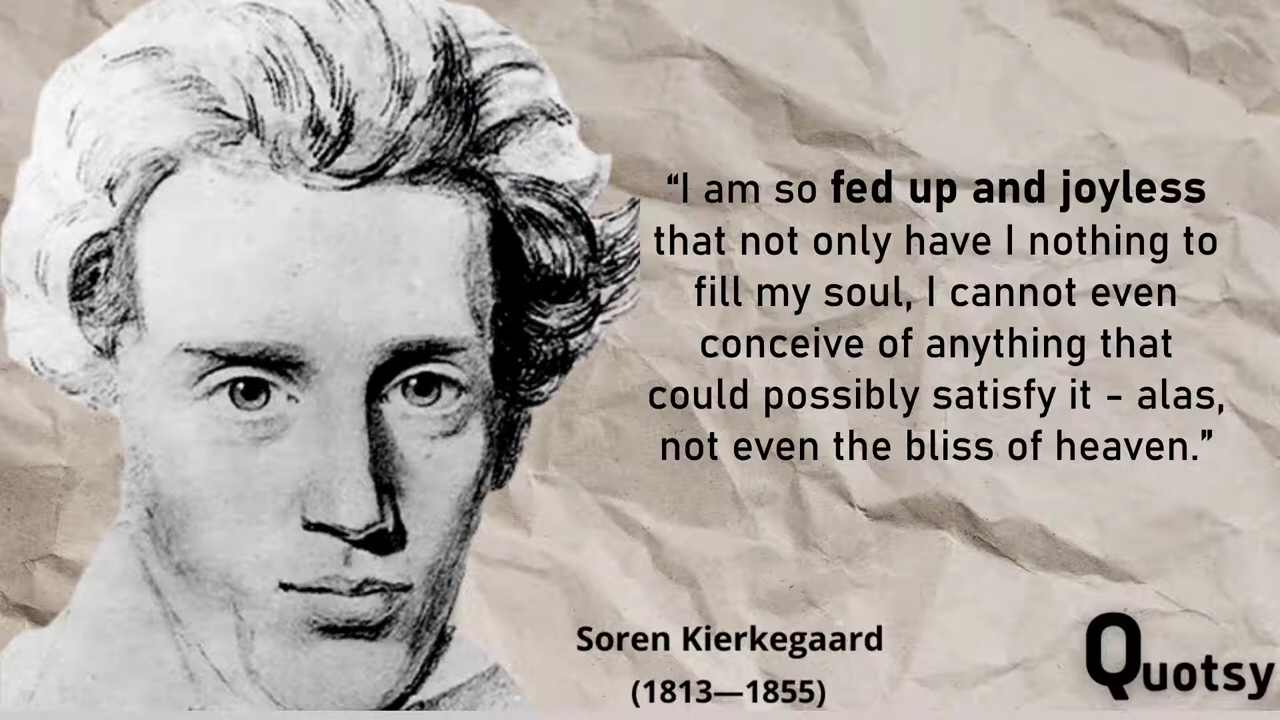 “I am so fed up and joyless
that not only have I nothing to
fill my soul, I cannot even
conceive of anything that
could possibly satisfy it - alas,
not even the bliss of heaven.”
Soren Kierkegaard
(1813—1855)
Quotsy